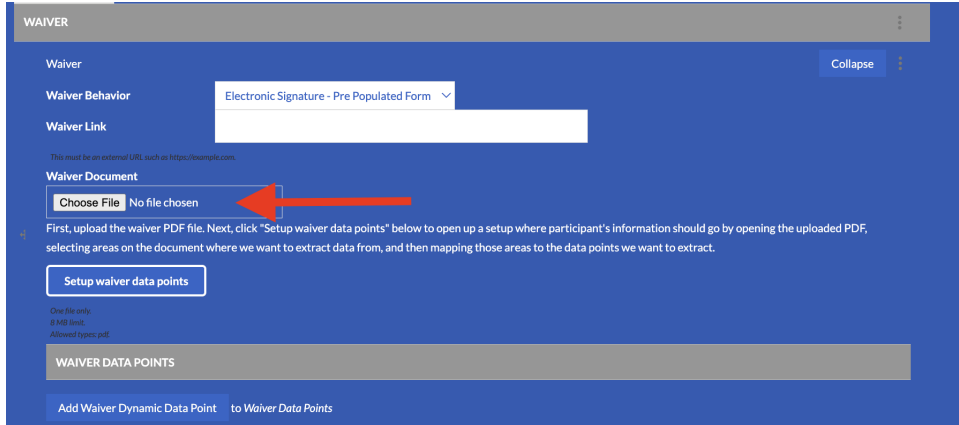 WAIVER
Waiver
Collapse
Waiver Behavior
Electronic Signature - Pre Populated Form
Waiver Link
This must be an external URL such as https://example.com.
Waiver Document
Choose File No file chosen
First, upload the waiver PDF file. Next, click "Setup waiver data points" below to open up a setup where participant's information should go by opening the uploaded PDF,
selecting areas on the document where we want to extract data from, and then mapping those areas to the data points we want to extract.
Setup waiver data points
One file only.
8 MB limit.
Allowed types: pdf.
WAIVER DATA POINTS
Add Waiver Dynamic Data Point to Waiver Data Points